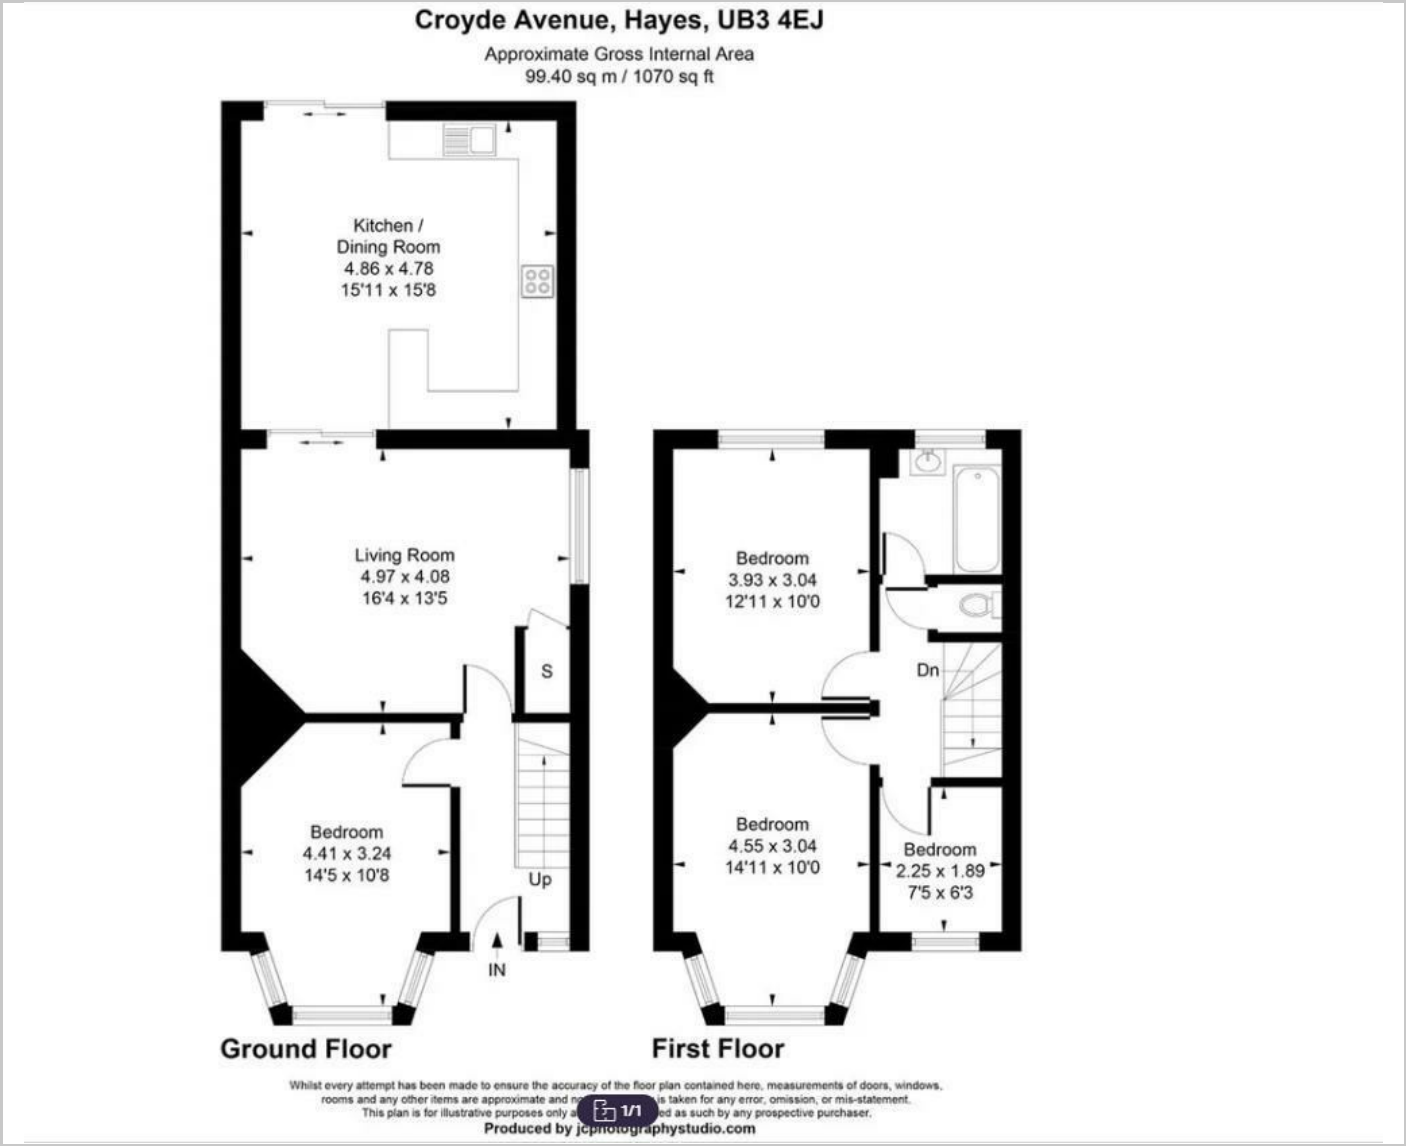 Croyde Avenue, Hayes, UB3 4EJ
Approximate Gross Internal Area
99.40 sq m / 1070 sq ft
Kitchen /
Dining Room
4.86 x 4.78
15'11 x 15'8
Living Room
4.97 x 4.08
16'4 x 13'5
S
Bedroom
4.41 x 3.24
14'5 x 10'8
Up
IN
Ground Floor
Bedroom
3.93 x 3.04
12'11 x 10'0
Dn
Bedroom
4.55 x 3.04
14'11 x 10'0
Bedroom
2.25 x 1.89
7'5 x 6'3
First Floor
Whilst every attempt has been made to ensure the accuracy of the floor plan contained here, measurements of doors, windows,
rooms and any other items are approximate and is taken for any error, omission, or mis-statement.
This plan is for illustrative purposes only as such by any prospective purchaser.
1/1
Produced by jcphotographystudio.com